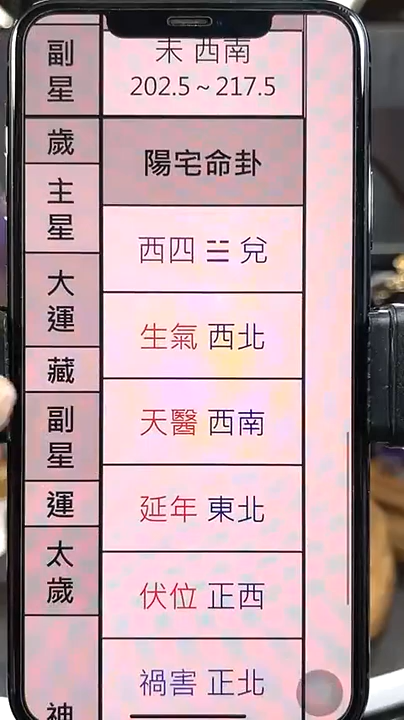 副星
未 西南
202.5 ~ 217.5
歲
陽宅命卦
主星
西四 ☱ 兌
大運
生氣 西北
藏
天醫 西南
副星
延年 東北
運
太歲
伏位 正西
禍害 正北
神